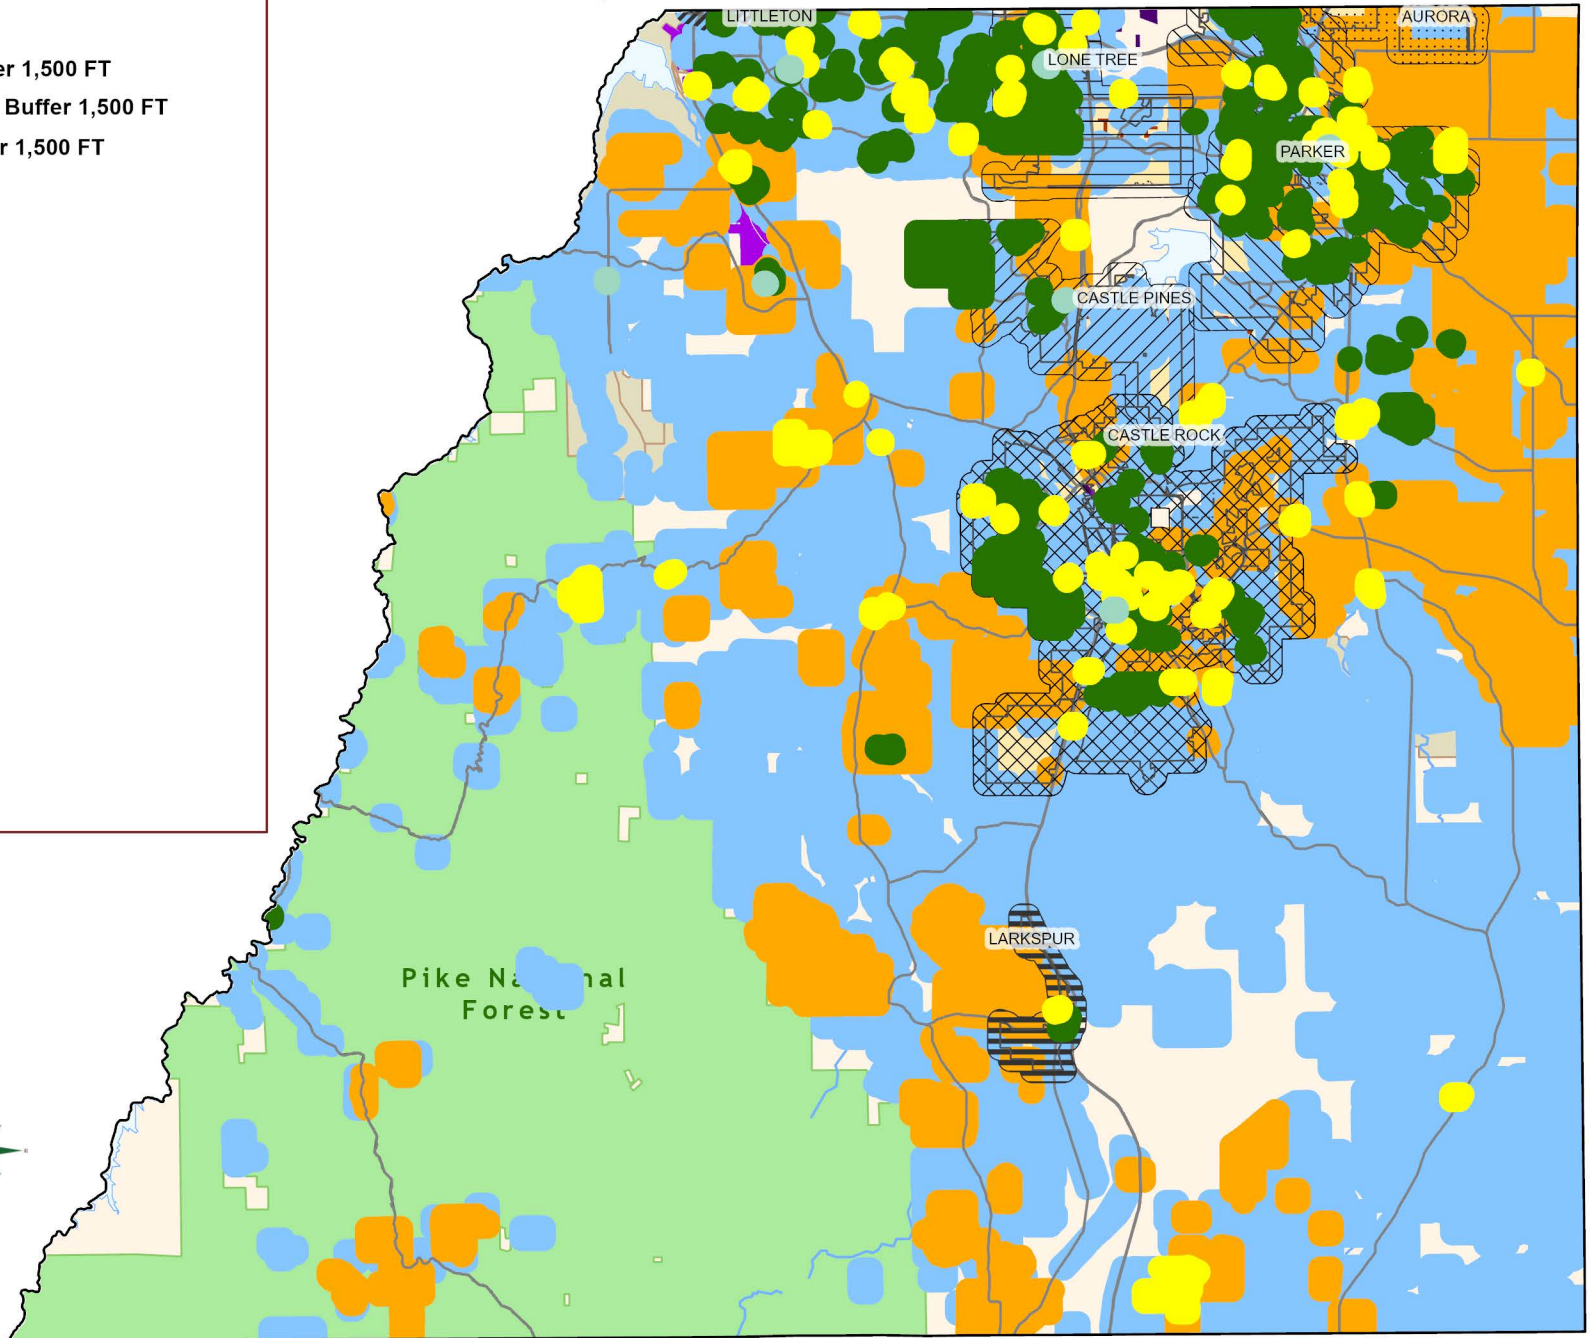 er 1,500 FT
Buffer 1,500 FT
r 1,500 FT
LITTLETON
AURORA
LONE TREE
PARKER
CASTLE PINES
CASTLE ROCK
LARKSPUR
Pike Na nal
Forest